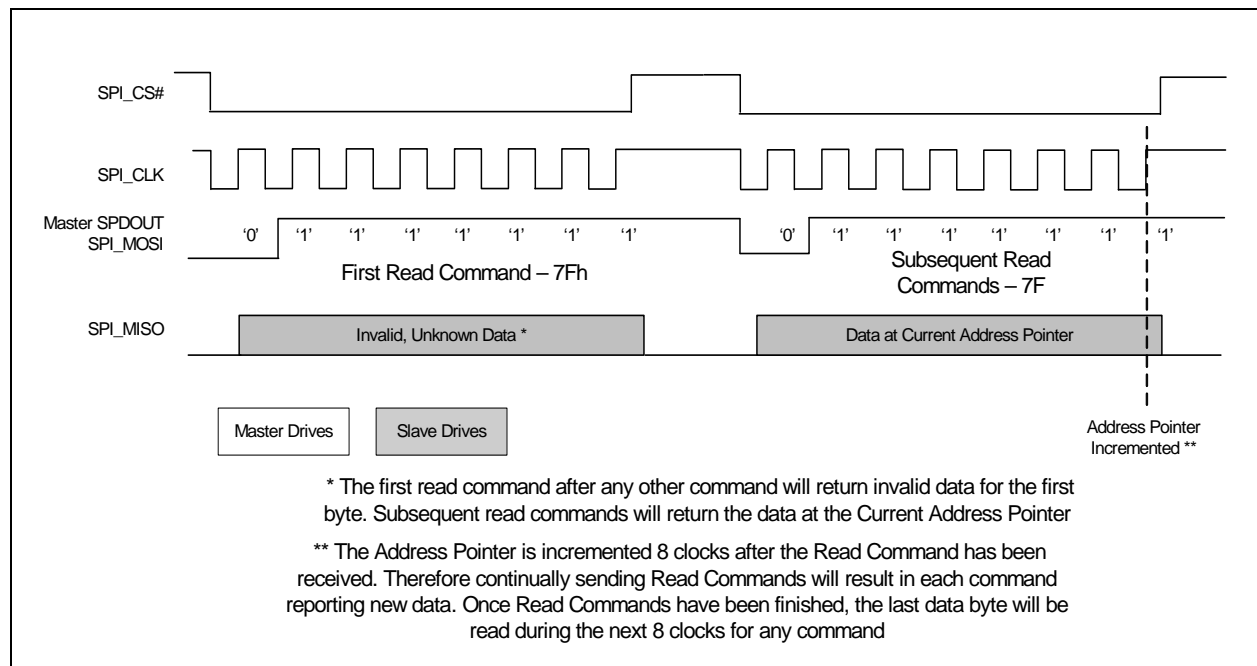 SPI_CS#
SPI_CLK
Master SPDOUT
SPI_MOSI
‘0’ ‘1’ ‘1’ ‘1’ ‘1’ ‘1’ ‘1’ ‘1’ ‘0’ ‘1’ ‘1’ ‘1’ ‘1’ ‘1’ ‘1’ ‘1’
First Read Command – 7Fh
Subsequent Read
Commands – 7F
SPI_MISO
Invalid, Unknown Data *
Data at Current Address Pointer
Master Drives
Slave Drives
Address Pointer
Incremented **
* The first read command after any other command will return invalid data for the first
byte. Subsequent read commands will return the data at the Current Address Pointer
** The Address Pointer is incremented 8 clocks after the Read Command has been
received. Therefore continually sending Read Commands will result in each command
reporting new data. Once Read Commands have been finished, the last data byte will be
read during the next 8 clocks for any command